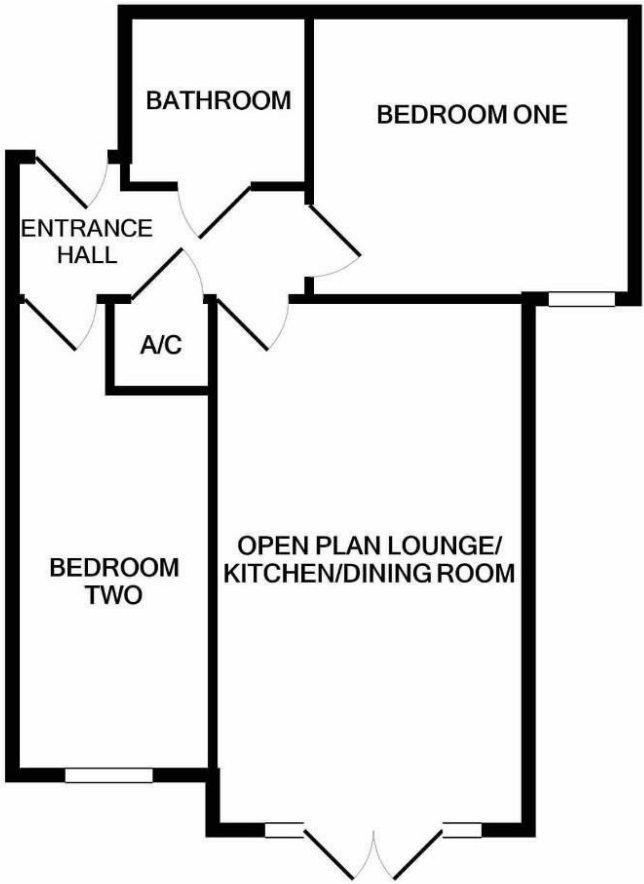 BATHROOM
BEDROOM ONE
ENTRANCE
HALL
A/C
BEDROOM
TWO
OPEN PLAN LOUNGE/
KITCHEN/DINING ROOM